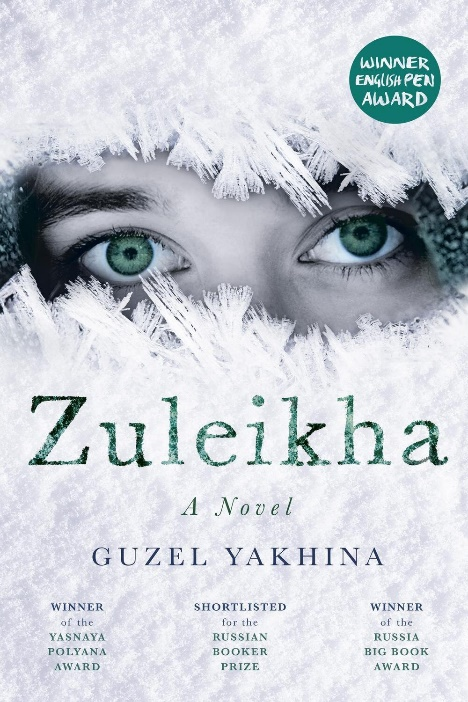 WINNER
ENGLISH PEN
AWARD
Zuleikha
A Novel
GUZEL YAKHINA
WINNER
of the
YASNAYA
POLYANA
AWARD
SHORTLISTED
for the
RUSSIAN
BOOKER
PRIZE
WINNER
of the
RUSSIA
BIG BOOK
AWARD